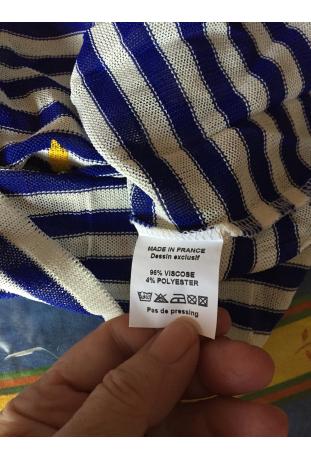 MADE IN FRANCE
Dessin exclusif
96% VISCOSE
4% POLYESTER
Pas de pressing